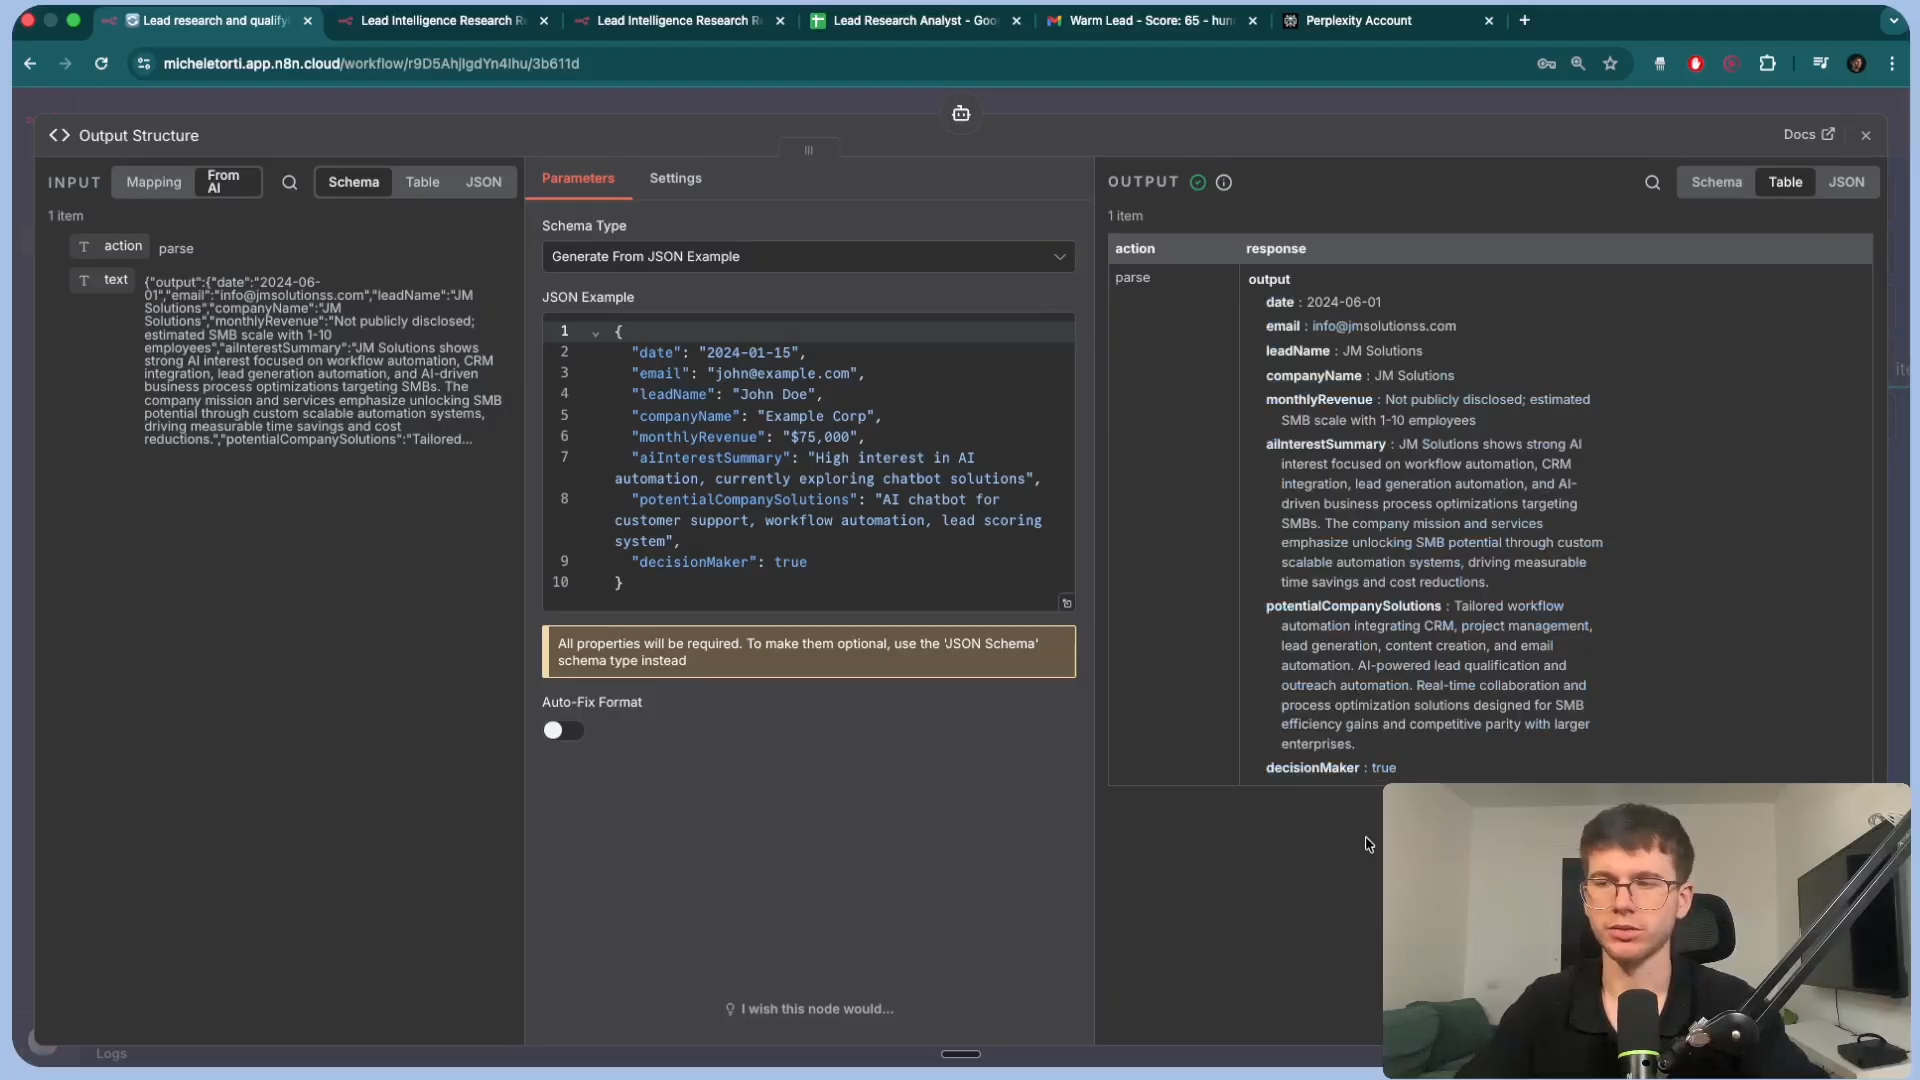 Lead research and qualifyi
Lead Intelligence Research R
Lead Intelligence Research R
Lead Research Analyst - Goo
Warm Lead - Score: 65 - hun
Perplexity Account
micheletorti.app.n8n.cloud/workflow/r9D5AhjIgdYn4Ihu/3b611d
Output Structure
Docs
INPUT
Mapping
From AI
Schema
Table
JSON
1 item
T action parse
T text {"output":{"date":"2024-06-
01","email":"info@jmsolutionss.com","leadName":"JM
Solutions","companyName":"JM
Solutions","monthlyRevenue":"Not publicly disclosed;
estimated SMB scale with 1-10
employees","aiInterestSummary":"JM Solutions shows
strong AI interest focused on workflow automation, CRM
integration, lead generation automation, and AI-driven
business process optimizations targeting SMBs. The
company mission and services emphasize unlocking SMB
potential through custom scalable automation systems,
driving measurable time savings and cost
reductions.","potentialCompanySolutions":"Tailored...
Parameters
Settings
Schema Type
Generate From JSON Example
JSON Example
1 {
2 "date": "2024-01-15",
3 "email": "john@example.com",
4 "leadName": "John Doe",
5 "companyName": "Example Corp",
6 "monthlyRevenue": "$75,000",
7 "aiInterestSummary": "High interest in AI
automation, currently exploring chatbot solutions",
8 "potentialCompanySolutions": "AI chatbot for
customer support, workflow automation, lead scoring
system",
9 "decisionMaker": true
10 }
All properties will be required. To make them optional, use the 'JSON Schema'
schema type instead
Auto-Fix Format
I wish this node would...
OUTPUT
Schema
Table
JSON
1 item
action response
parse output
date : 2024-06-01
email : info@jmsolutionss.com
leadName : JM Solutions
companyName : JM Solutions
monthlyRevenue : Not publicly disclosed; estimated
SMB scale with 1-10 employees
aiInterestSummary : JM Solutions shows strong AI
interest focused on workflow automation, CRM
integration, lead generation automation, and AI-
driven business process optimizations targeting
SMBs. The company mission and services
emphasize unlocking SMB potential through custom
scalable automation systems, driving measurable
time savings and cost reductions.
potentialCompanySolutions : Tailored workflow
automation integrating CRM, project management,
lead generation, content creation, and email
automation. AI-powered lead qualification and
outreach automation. Real-time collaboration and
process optimization solutions designed for SMB
efficiency gains and competitive parity with larger
enterprises.
decisionMaker : true
Logs